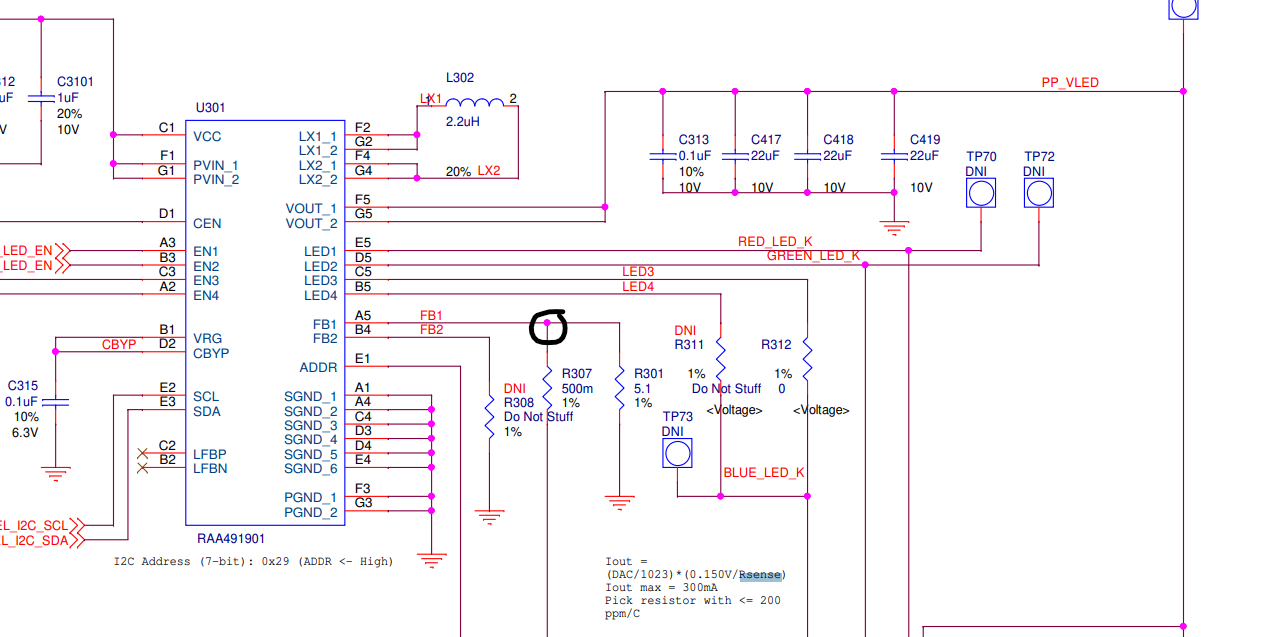 C3101
1uF
20%
10V
U301
RAA491901
C1
VCC
F1
PVIN_1
G1
PVIN_2
D1
CEN
_LED_EN
A3
EN1
_LED_EN
B3
EN2
C3
EN3
A2
EN4
B1
VRG
CBYP
D2
CBYP
C315
0.1uF
10%
6.3V
E2
SCL
E3
SDA
C2
LFBP
B2
LFBN
EL_I2C_SCL
L_I2C_SDA
LX1_1
F2
LX1_2
G2
LX2_1
F4
LX2_2
G4
VOUT_1
F5
VOUT_2
G5
LED1
E5
LED2
D5
LED3
C5
LED4
B5
FB1
A5
FB2
B4
ADDR
E1
SGND_1
A1
SGND_2
A4
SGND_3
C4
SGND_4
D3
SGND_5
D4
SGND_6
E4
PGND_1
F3
PGND_2
G3
L302
LX1
1
2
2.2uH
20%
LX2
PP_VLED
C313
0.1uF
10%
10V
C417
22uF
10V
C418
22uF
10V
C419
22uF
10V
TP70
DNI
TP72
DNI
RED_LED_K
GREEN_LED_K
LED3
LED4
FB1
FB2
DNI
R308
Do Not Stuff
1%
R307
500m
1%
R301
5.1
1%
DNI
R311
1%
Do Not Stuff
<Voltage>
R312
1%
0
<Voltage>
TP73
DNI
BLUE_LED_K
I2C Address (7-bit): 0x29 (ADDR <- High)
Iout =
(DAC/1023)*(0.150V/Rsense)
Iout max = 300mA
Pick resistor with <= 200
ppm/C